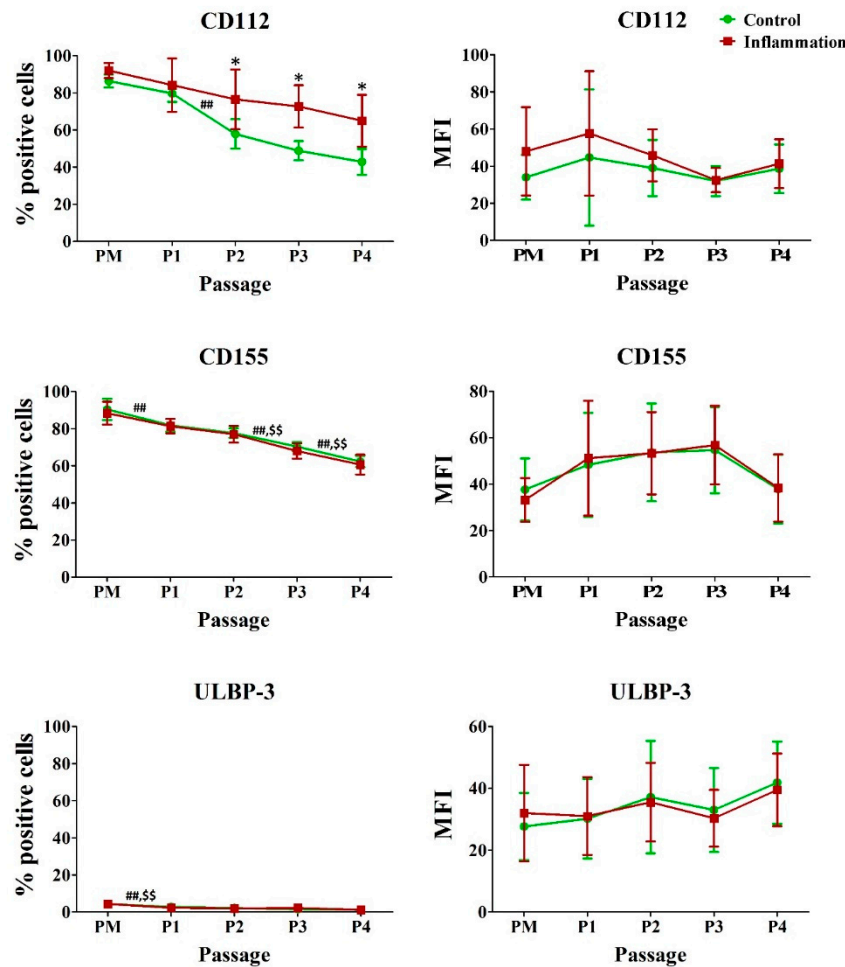 CD112
% positive cells
100
80
60
40
20
0
* * *
##
PM P1 P2 P3 P4
Passage
CD112
Control
Inflammation
MFI
100
80
60
40
20
0
PM P1 P2 P3 P4
Passage
CD155
% positive cells
100
80
60
40
20
0
## ##,$$ ##,$$
PM P1 P2 P3 P4
Passage
CD155
MFI
80
60
40
20
0
PM P1 P2 P3 P4
Passage
ULBP-3
% positive cells
100
80
60
40
20
0
##,$$
PM P1 P2 P3 P4
Passage
ULBP-3
MFI
60
40
20
0
PM P1 P2 P3 P4
Passage